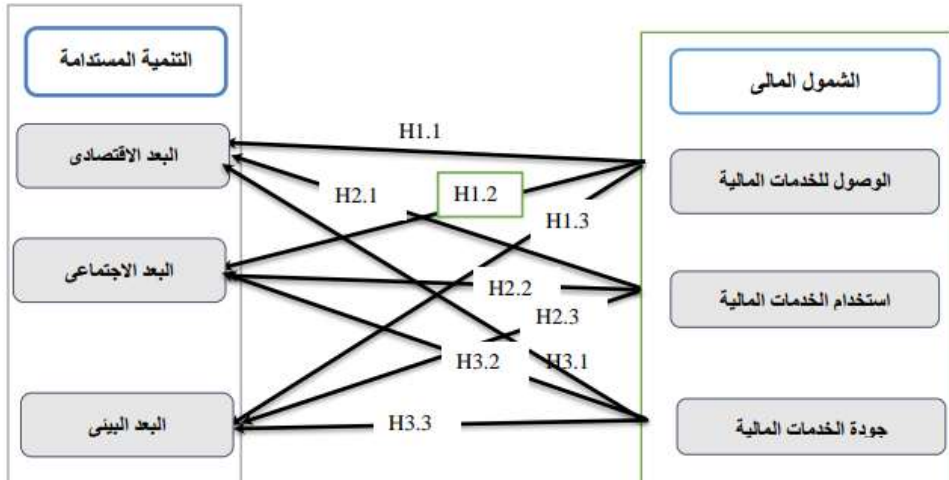 الشمول المالى
التنمية المستدامة
الوصول للخدمات المالية
البعد الاقتصادى
H1.1
H1.2
H2.1
H1.3
استخدام الخدمات المالية
البعد الاجتماعى
H2.2
H2.3
H3.1
H3.2
جودة الخدمات المالية
البعد البيئى
H3.3